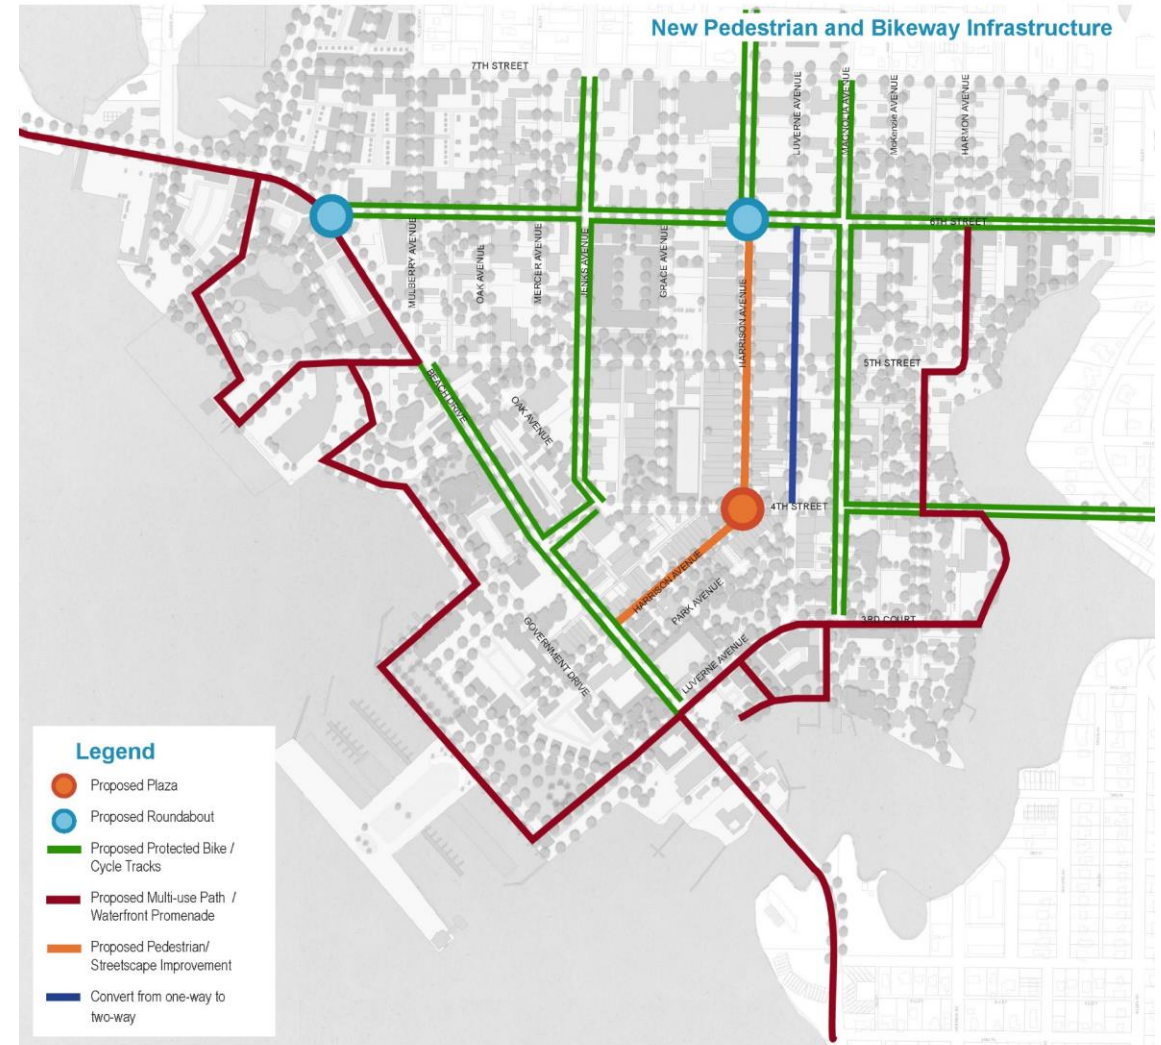 New Pedestrian and Bikeway Infrastructure
7TH STREET
LUVERNE AVENUE
MAGNOLIA AVENUE
McKenzie AVENUE
HARMON AVENUE
6TH STREET
MULBERRY AVENUE
OAK AVENUE
MERCER AVENUE
JENKS AVENUE
GRACE AVENUE
HARRISON AVENUE
5TH STREET
BEACH DRIVE
OAK AVENUE
4TH STREET
HARRISON AVENUE
PARK AVENUE
3RD COURT
GOVERNMENT DRIVE
LUVERNE AVENUE
Legend
Proposed Plaza
Proposed Roundabout
Proposed Protected Bike /
Cycle Tracks
Proposed Multi-use Path /
Waterfront Promenade
Proposed Pedestrian/
Streetscape Improvement
Convert from one-way to
two-way